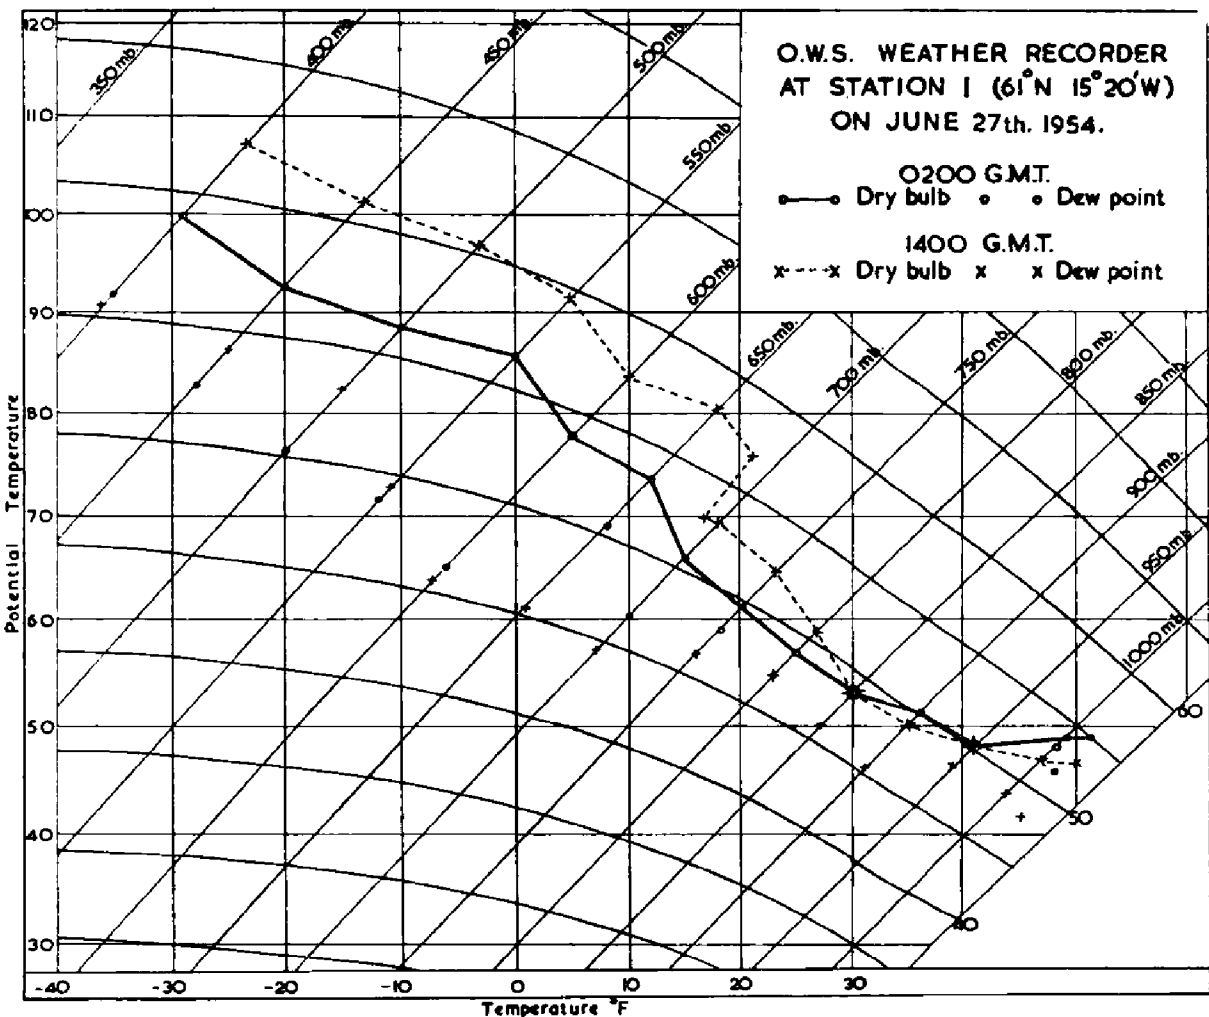 O.W.S. WEATHER RECORDER
AT STATION I (61°N 15°20'W)
ON JUNE 27th. 1954.
0200 G.M.T.
Dry bulb Dew point
1400 G.M.T.
Dry bulb Dew point
350 mb.
400 mb.
450 mb.
500 mb.
550 mb.
600 mb.
650 mb.
700 mb.
750 mb.
800 mb.
850 mb.
900 mb.
950 mb.
1000 mb.
120
110
100
90
80
70
60
50
40
30
Potential Temperature
60
50
40
-40 -30 -20 -10 0 10 20 30
Temperature °F